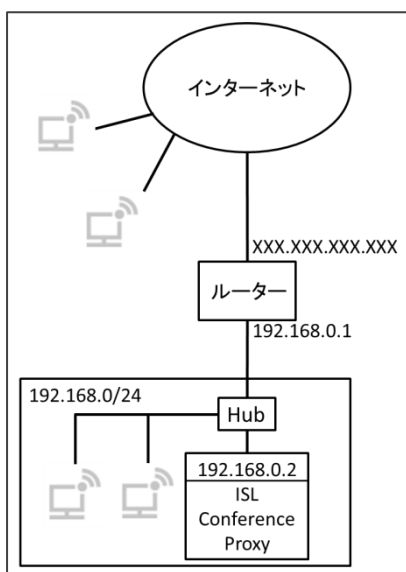 インターネット
XXX.XXX.XXX.XXX
ルーター
192.168.0.1
192.168.0/24
Hub
192.168.0.2
ISL
Conference
Proxy